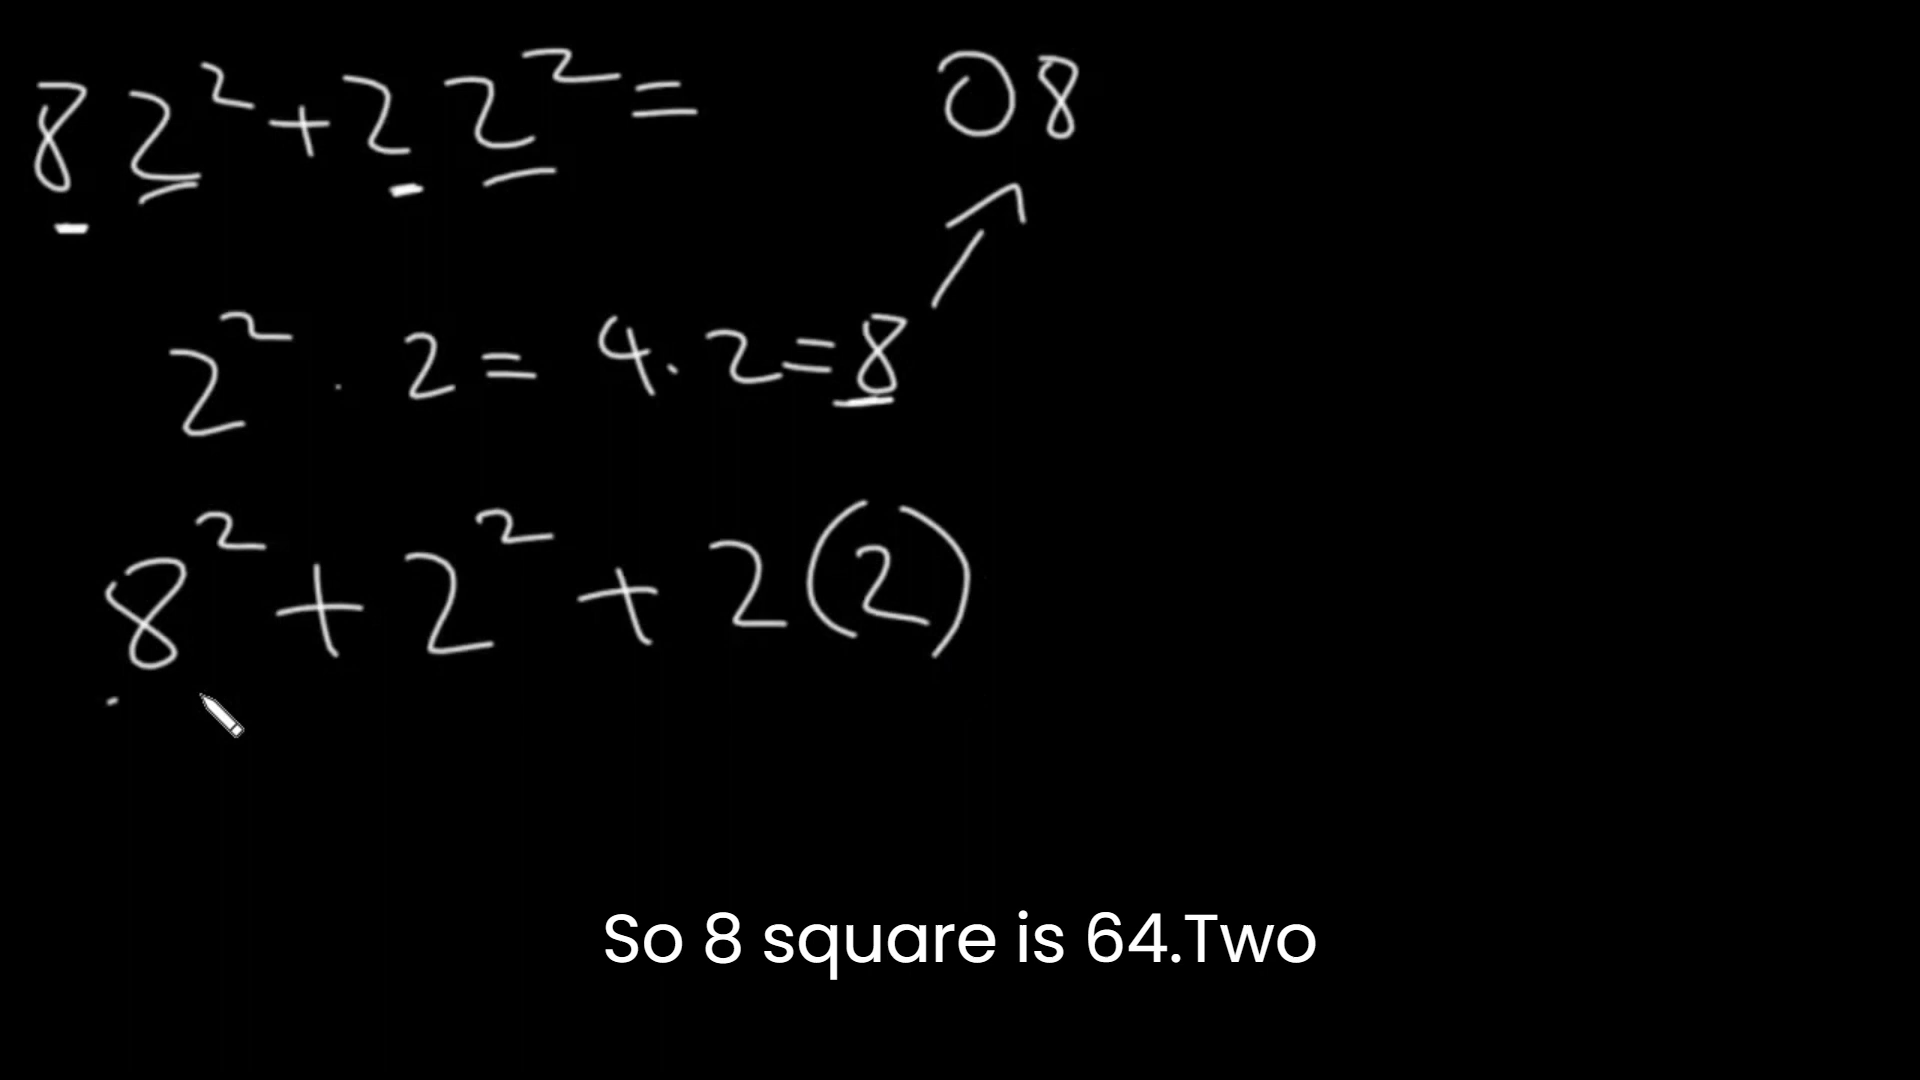 82² + 22² = 08
2² . 2 = 4 . 2 = 8
8² + 2² + 2(2)
So 8 square is 64.Two